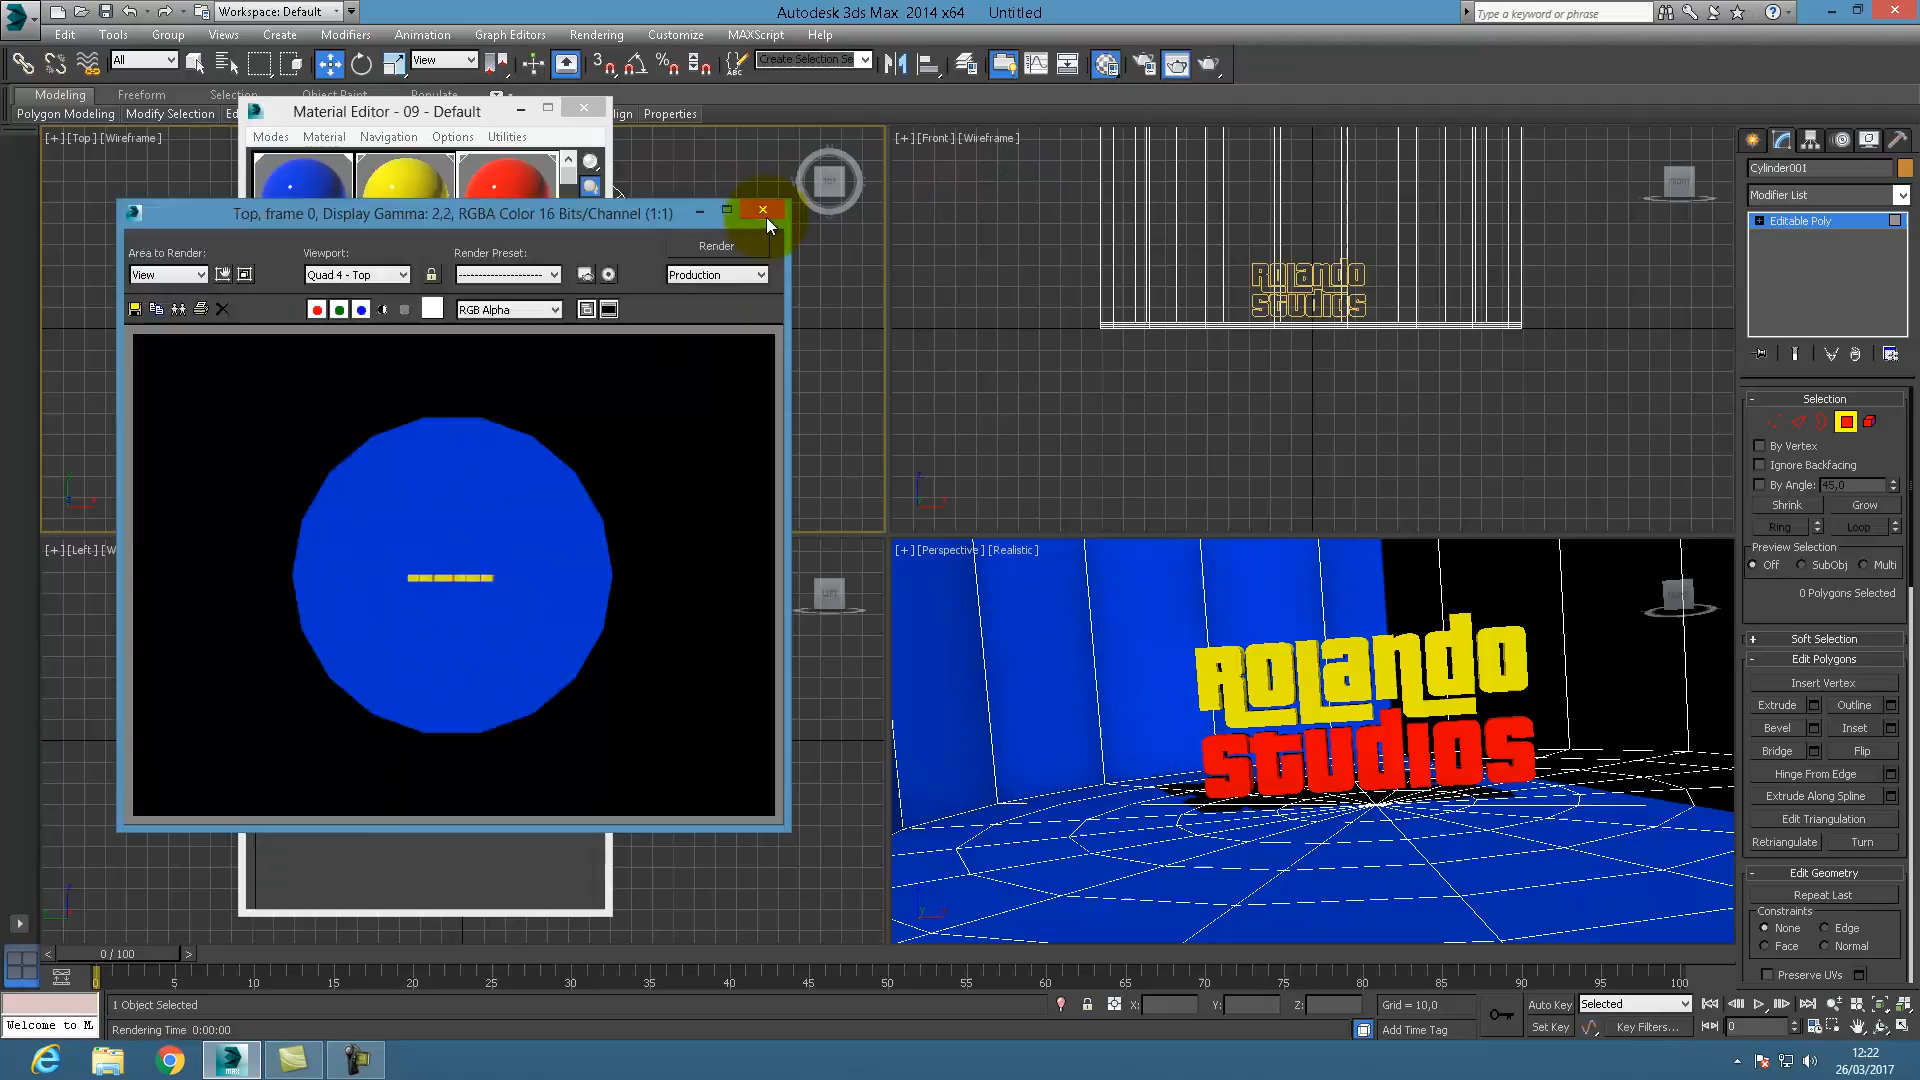 Workspace: Default
Autodesk 3ds Max 2014 x64 Untitled
Type a keyword or phrase
Edit Tools Group Views Create Modifiers Animation Graph Editors Rendering Customize MAXScript Help
All
View
3
Create Selection Se
Modeling Freeform Selection Object Paint Populate
Polygon Modeling Modify Selection Ed
lign Properties
Material Editor - 09 - Default
Modes Material Navigation Options Utilities
[+][Top][Wireframe]
TOP
[+][Front][Wireframe]
FRONT
Rolando
Studios
Top, frame 0, Display Gamma: 2,2, RGBA Color 16 Bits/Channel (1:1)
Area to Render:
View
Viewport:
Quad 4 - Top
Render Preset:
Render
Production
RGB Alpha
[+][Left][W
LEFT
[+][Perspective][Realistic]
Rolando
Studios
Cylinder001
Modifier List
Editable Poly
Selection
By Vertex
Ignore Backfacing
By Angle: 45,0
Shrink Grow
Ring Loop
Preview Selection
Off SubObj Multi
0 Polygons Selected
Soft Selection
Edit Polygons
Insert Vertex
Extrude Outline
Bevel Inset
Bridge Flip
Hinge From Edge
Extrude Along Spline
Edit Triangulation
Retriangulate Turn
Edit Geometry
Repeat Last
Constraints
None Edge
Face Normal
Preserve UVs
< 0 / 100 >
0 5 10 15 20 25 30 35 40 45 50 55 60 65 70 75 80 85 90 95 100
1 Object Selected
X: Y: Z: Grid = 10,0
Auto Key Selected
Welcome to M
Rendering Time 0:00:00
Add Time Tag
Set Key Key Filters...
0
MAX
12:22
26/03/2017